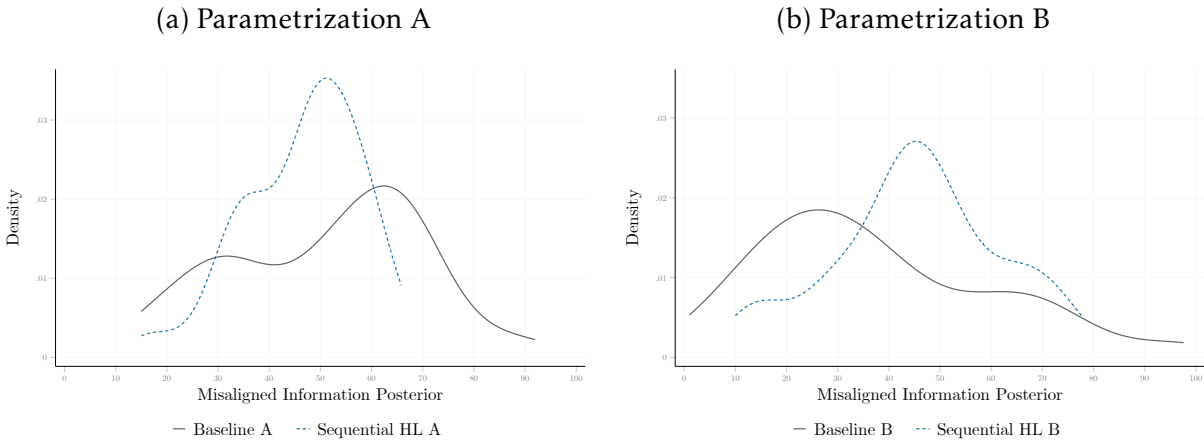 (a) Parametrization A
.03
.02
.01
0
Density
0 10 20 30 40 50 60 70 80 90 100
Misaligned Information Posterior
Baseline A Sequential HL A
(b) Parametrization B
.03
.02
.01
0
Density
0 10 20 30 40 50 60 70 80 90 100
Misaligned Information Posterior
Baseline B Sequential HL B